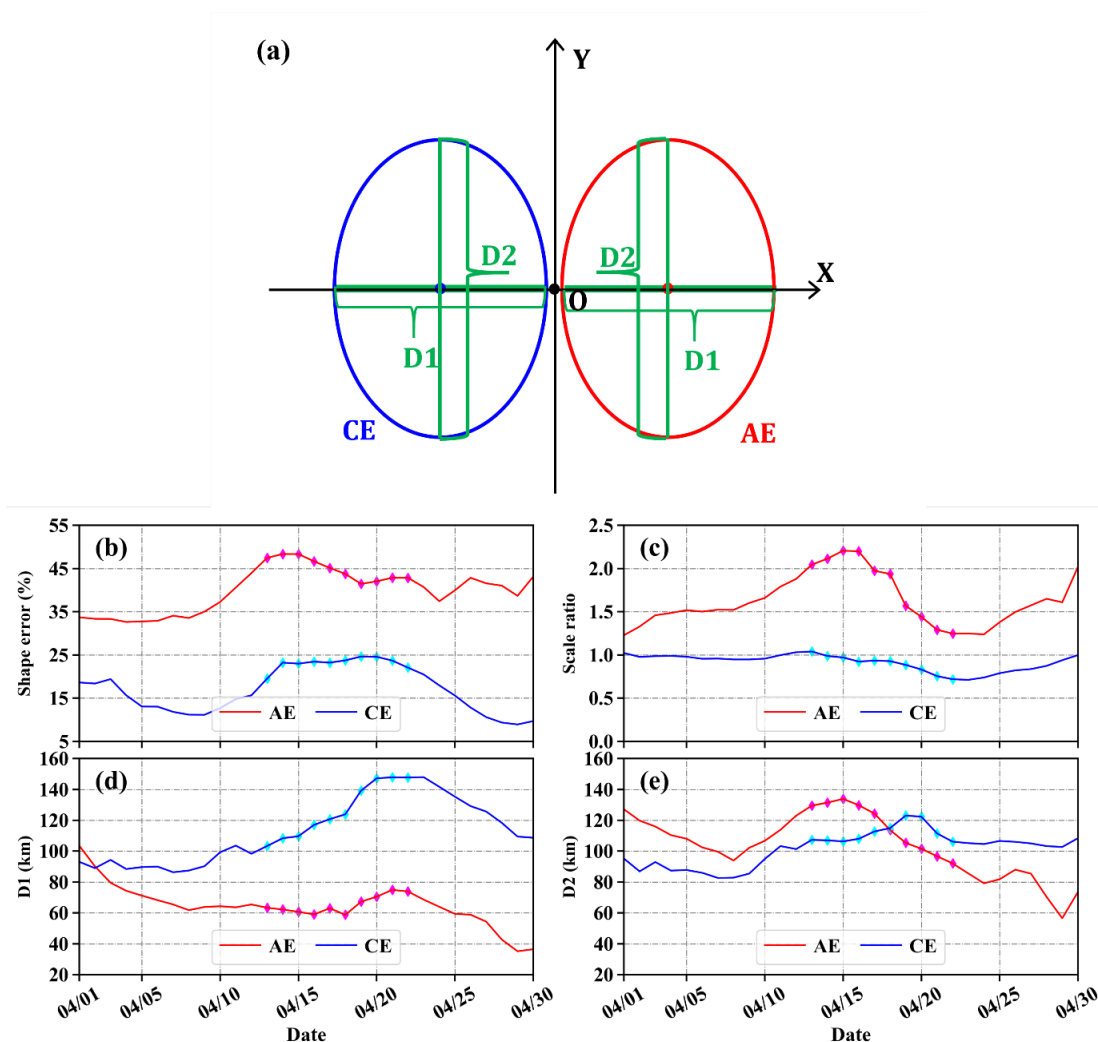 (a)
Y
D2
D2
X
O
D1
D1
CE
AE
55
45
35
25
15
5
Shape error (%)
(b)
AE
CE
2.5
2.0
1.5
1.0
0.5
0.0
Scale ratio
(c)
AE
CE
160
140
120
100
80
60
40
20
D1 (km)
(d)
AE
CE
04/01
04/05
04/10
04/15
04/20
04/25
04/30
Date
160
140
120
100
80
60
40
20
D2 (km)
(e)
AE
CE
04/01
04/05
04/10
04/15
04/20
04/25
04/30
Date